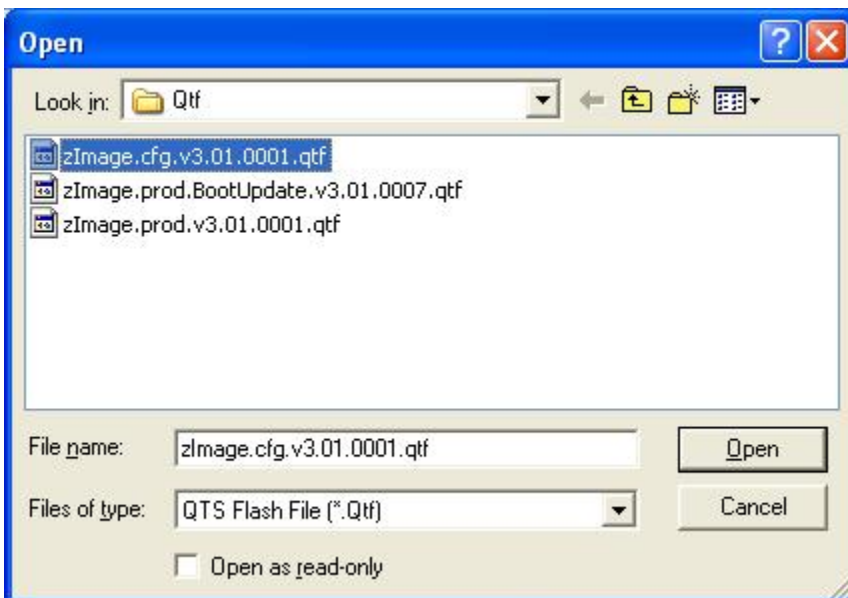 Open
Look in: Qtf
zImage.cfg.v3.01.0001.qtf
zImage.prod.BootUpdate.v3.01.0007.qtf
zImage.prod.v3.01.0001.qtf
File name: zImage.cfg.v3.01.0001.qtf Open
Files of type: QTS Flash File (*.Qtf) Cancel
Open as read-only